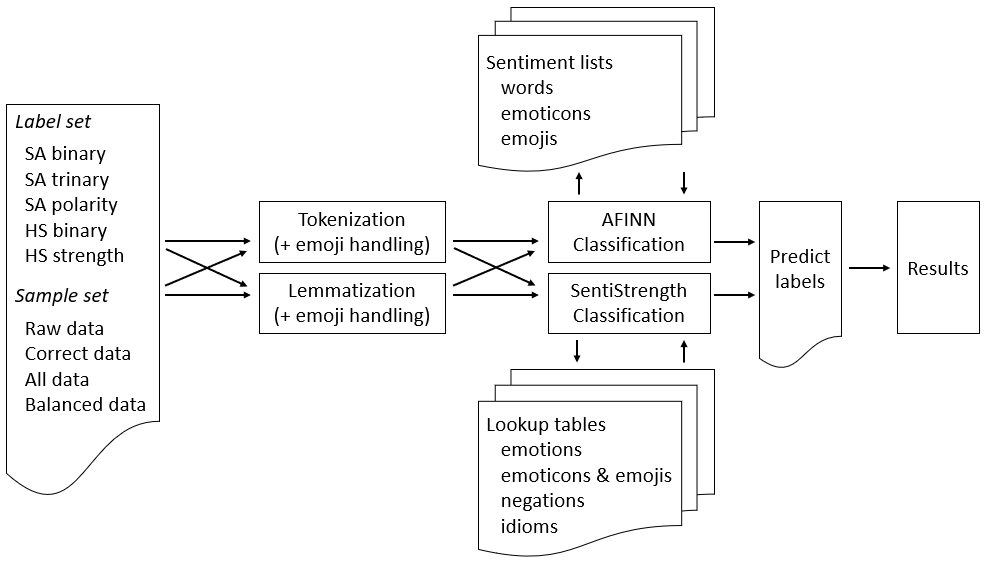 Label set
SA binary
SA trinary
SA polarity
HS binary
HS strength
Sample set
Raw data
Correct data
All data
Balanced data
Tokenization
(+ emoji handling)
Lemmatization
(+ emoji handling)
Sentiment lists
words
emoticons
emojis
AFINN
Classification
SentiStrength
Classification
Lookup tables
emotions
emoticons & emojis
negations
idioms
Predict
labels
Results